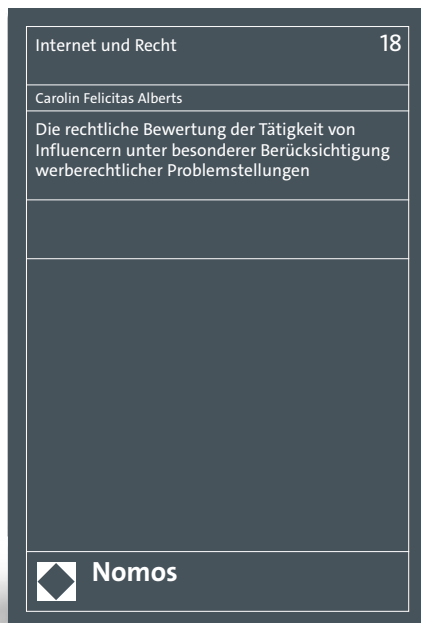 Internet und Recht 18
Carolin Felicitas Alberts
Die rechtliche Bewertung der Tätigkeit von
Influencern unter besonderer Berücksichtigung
werberechtlicher Problemstellungen
Nomos